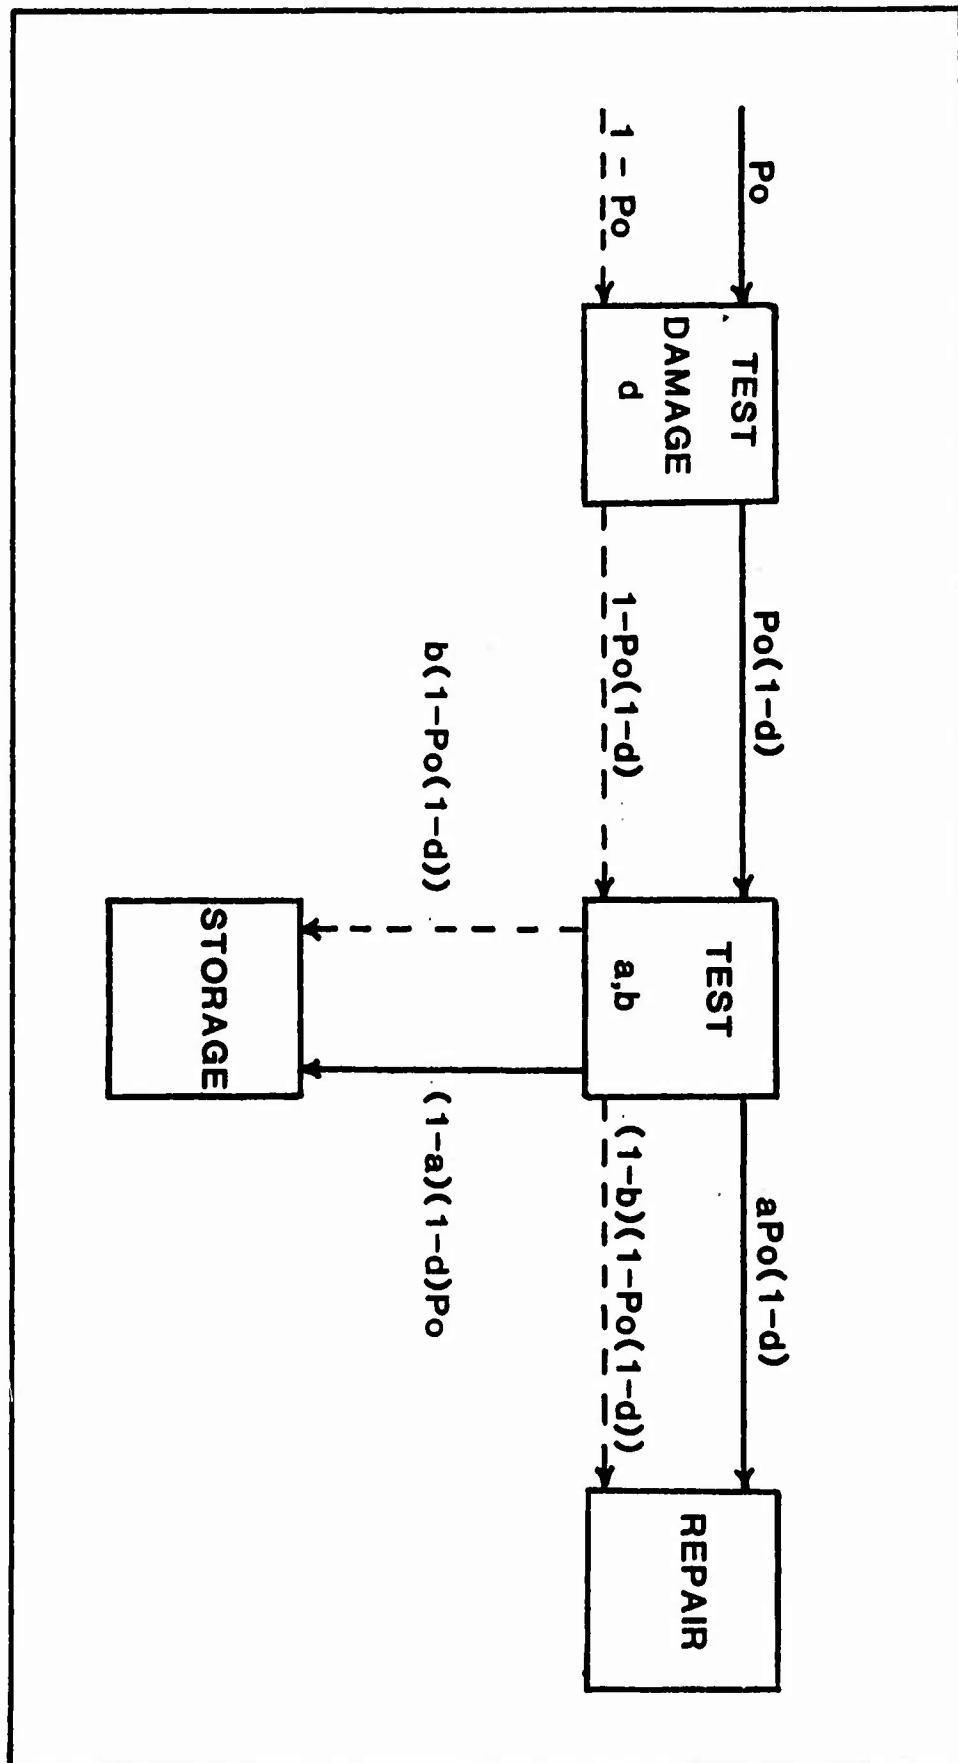 Po
1 - Po
TEST
DAMAGE
d
Po(1-d)
1-Po(1-d)
TEST
a,b
aPo(1-d)
(1-b)(1-Po(1-d))
b(1-Po(1-d))
(1-a)(1-d)Po
STORAGE
REPAIR